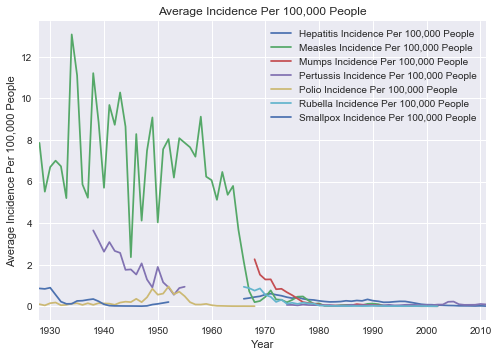 Average Incidence Per 100,000 People
Hepatitis Incidence Per 100,000 People
Measles Incidence Per 100,000 People
Mumps Incidence Per 100,000 People
Pertussis Incidence Per 100,000 People
Polio Incidence Per 100,000 People
Rubella Incidence Per 100,000 People
Smallpox Incidence Per 100,000 People
Average Incidence Per 100,000 People
12
10
8
6
4
2
0
1930 1940 1950 1960 1970 1980 1990 2000 2010
Year